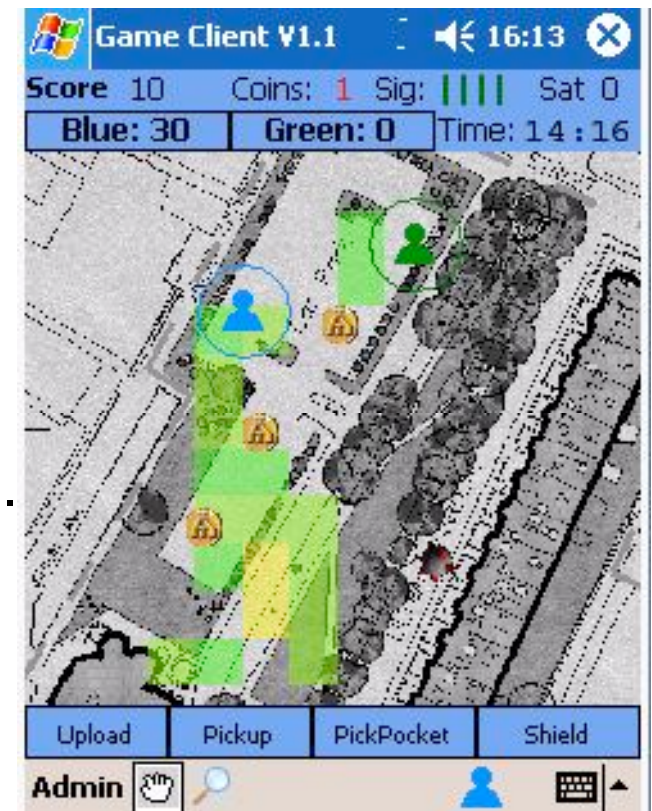 Game Client V1.1 16:13
Score 10 Coins: 1 Sig: Sat 0
Blue: 30 Green: 0 Time: 14:16
Upload Pickup PickPocket Shield
Admin